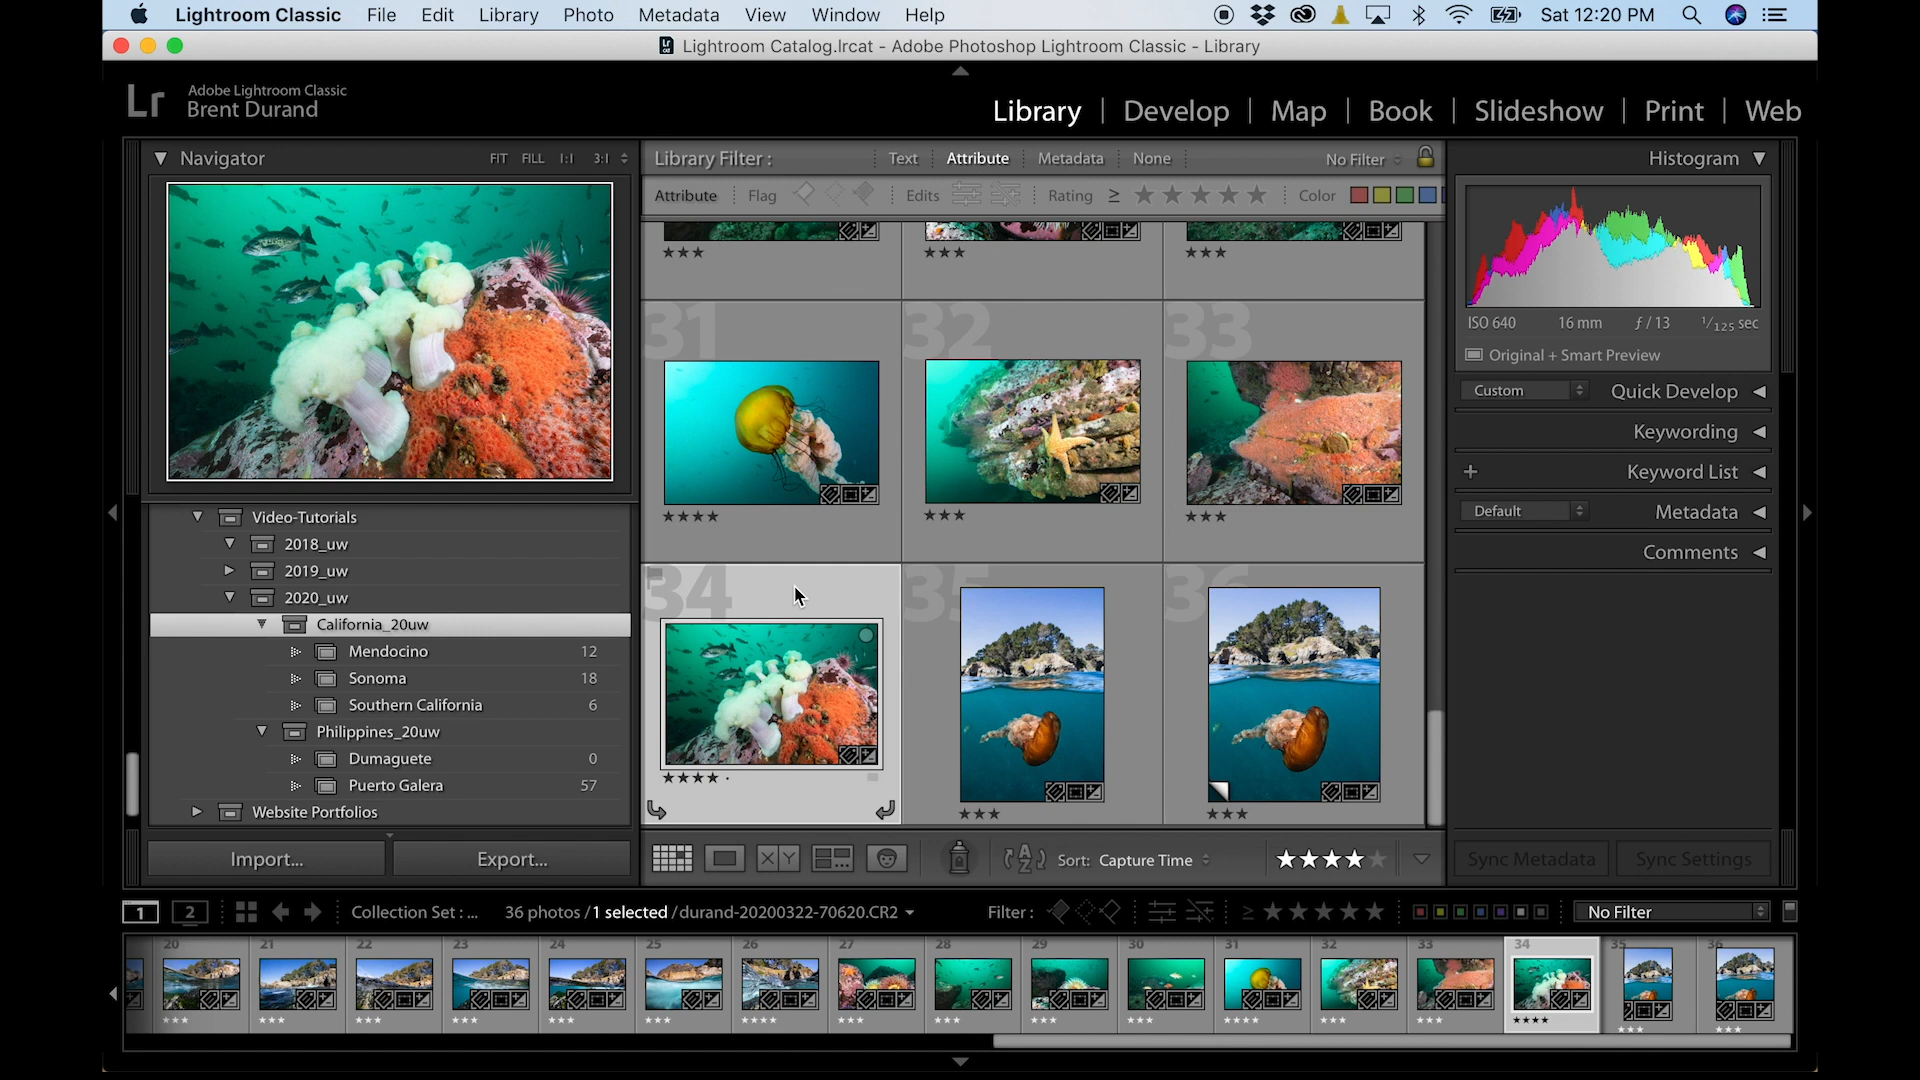 Lightroom Classic File Edit Library Photo Metadata View Window Help Sat 12:20 PM
Lightroom Catalog.lrcat - Adobe Photoshop Lightroom Classic - Library
Lr Adobe Lightroom Classic
Brent Durand
Library | Develop | Map | Book | Slideshow | Print | Web
Navigator FIT FILL 1:1 3:1
Library Filter : Text Attribute Metadata None No Filter
Histogram
Attribute Flag Edits Rating ≥ ★★★★★ Color
★★★ ★★★ ★★★
ISO 640 16 mm ƒ / 13 1/125 sec
Original + Smart Preview
31 32 33
Custom Quick Develop
Keywording
+ Keyword List
Default Metadata
Comments
★★★★ ★★★ ★★★
Video-Tutorials
2018_uw
2019_uw
2020_uw
California_20uw
Mendocino 12
Sonoma 18
Southern California 6
Philippines_20uw
Dumaguete 0
Puerto Galera 57
Website Portfolios
34 35 36
★★★★ · ★★★ ★★★
Import... Export...
X Y
A Z Sort: Capture Time ★★★★★
Sync Metadata Sync Settings
1 2 Collection Set : ... 36 photos / 1 selected / durand-20200322-70620.CR2 Filter : ≥ ★★★★★ No Filter
20 21 22 23 24 25 26 27 28 29 30 31 32 33 34 35 36
★★★ ★★★ ★★★ ★★★ ★★★ ★★★ ★★★★ ★★★ ★★★ ★★★ ★★★ ★★★★ ★★★ ★★★ ★★★★ ★★★ ★★★